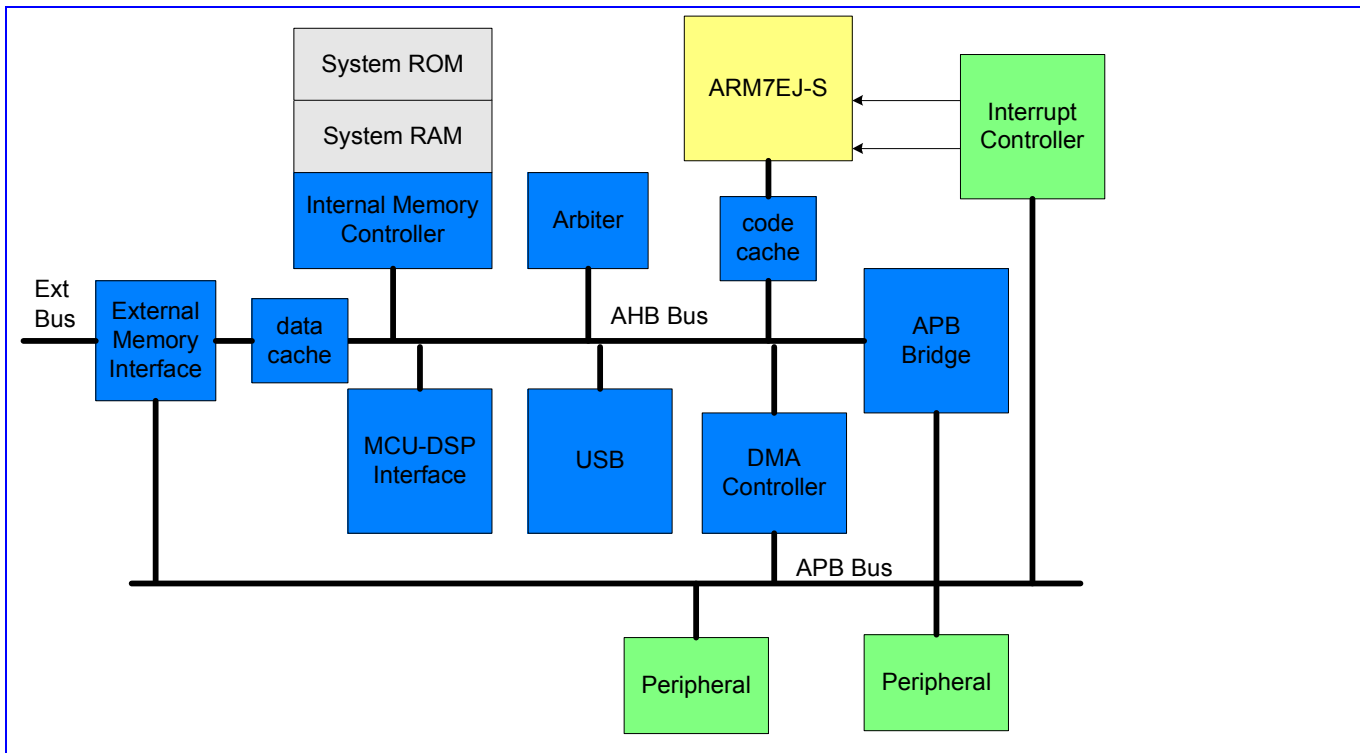 System ROM
System RAM
Internal Memory
Controller
Arbiter
ARM7EJ-S
Interrupt
Controller
code
cache
Ext
Bus
External
Memory
Interface
data
cache
AHB Bus
APB
Bridge
MCU-DSP
Interface
USB
DMA
Controller
APB Bus
Peripheral
Peripheral